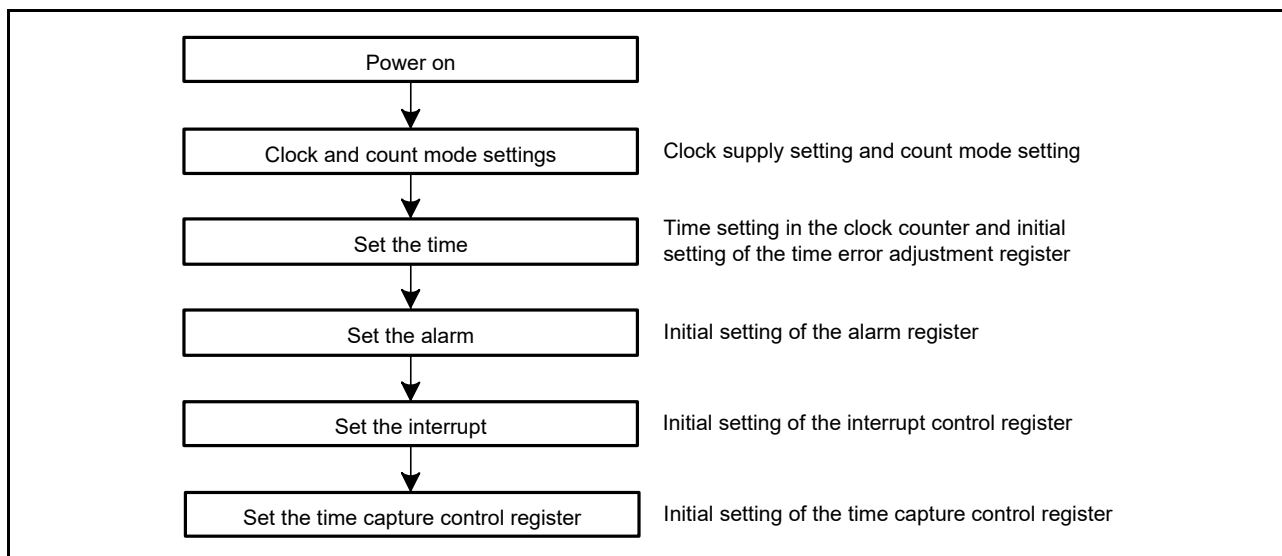 Power on
Clock and count mode settings
Clock supply setting and count mode setting
Set the time
Time setting in the clock counter and initial
setting of the time error adjustment register
Set the alarm
Initial setting of the alarm register
Set the interrupt
Initial setting of the interrupt control register
Set the time capture control register
Initial setting of the time capture control register